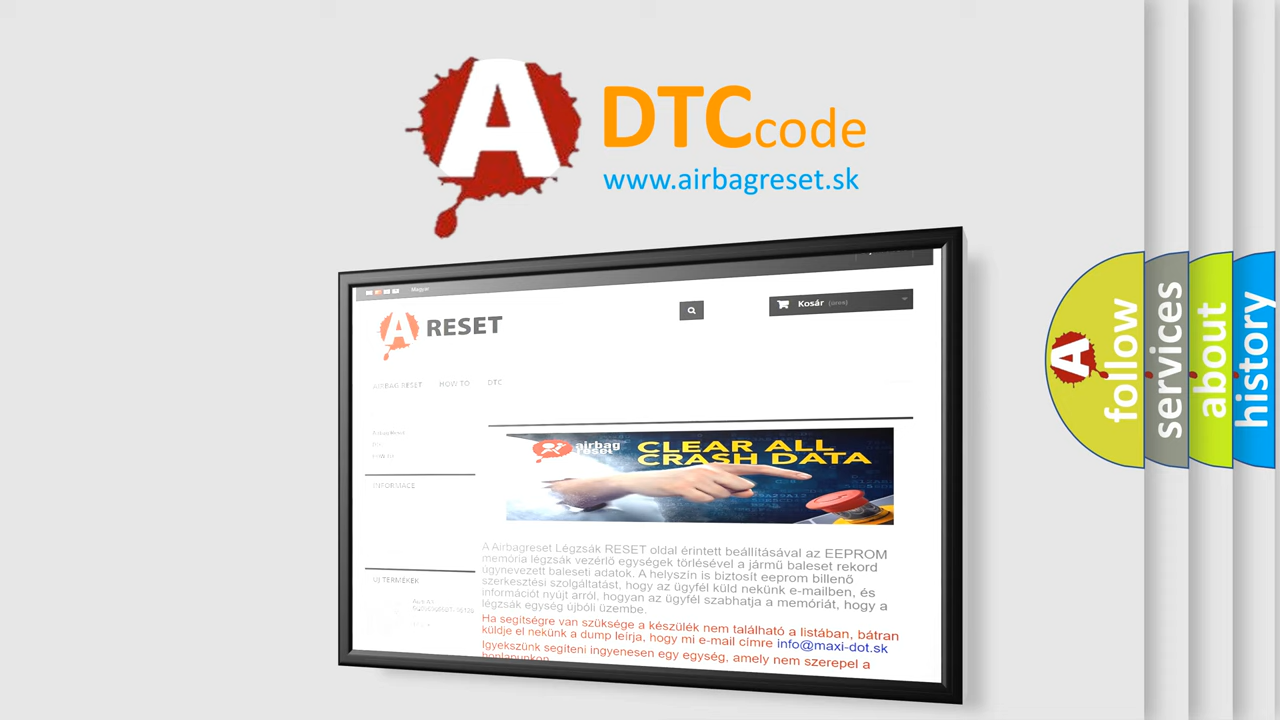 A
DTCcode
www.airbagreset.sk
Magyar
A RESET
Kosár (üres)
AIRBAG RESET HOW TO DTC
INFORMACE
ÚJ TERMÉKEK
airbag
reset
CLEAR ALL
CRASH DATA
A Airbagreset Légzsák RESET oldal érintett beállításával az EEPROM
memória légzsák vezérlő egységek törlésével a jármű baleset rekord
úgynevezett baleseti adatok. A helyszín is biztosít eeprom billenő
szerkesztési szolgáltatást, hogy az ügyfél küld nekünk e-mailben, és
információt nyújt arról, hogyan az ügyfél szabhatja a memóriát, hogy a
légzsák egység újbóli üzembe.
Ha segítségre van szüksége a készülék nem található a listában, bátran
küldje el nekünk a dump leírja, hogy mi e-mail címre info@maxi-dot.sk
Igyekszünk segíteni ingyenesen egy egység, amely nem szerepel a
honlapunkon
A
follow
services
about
history